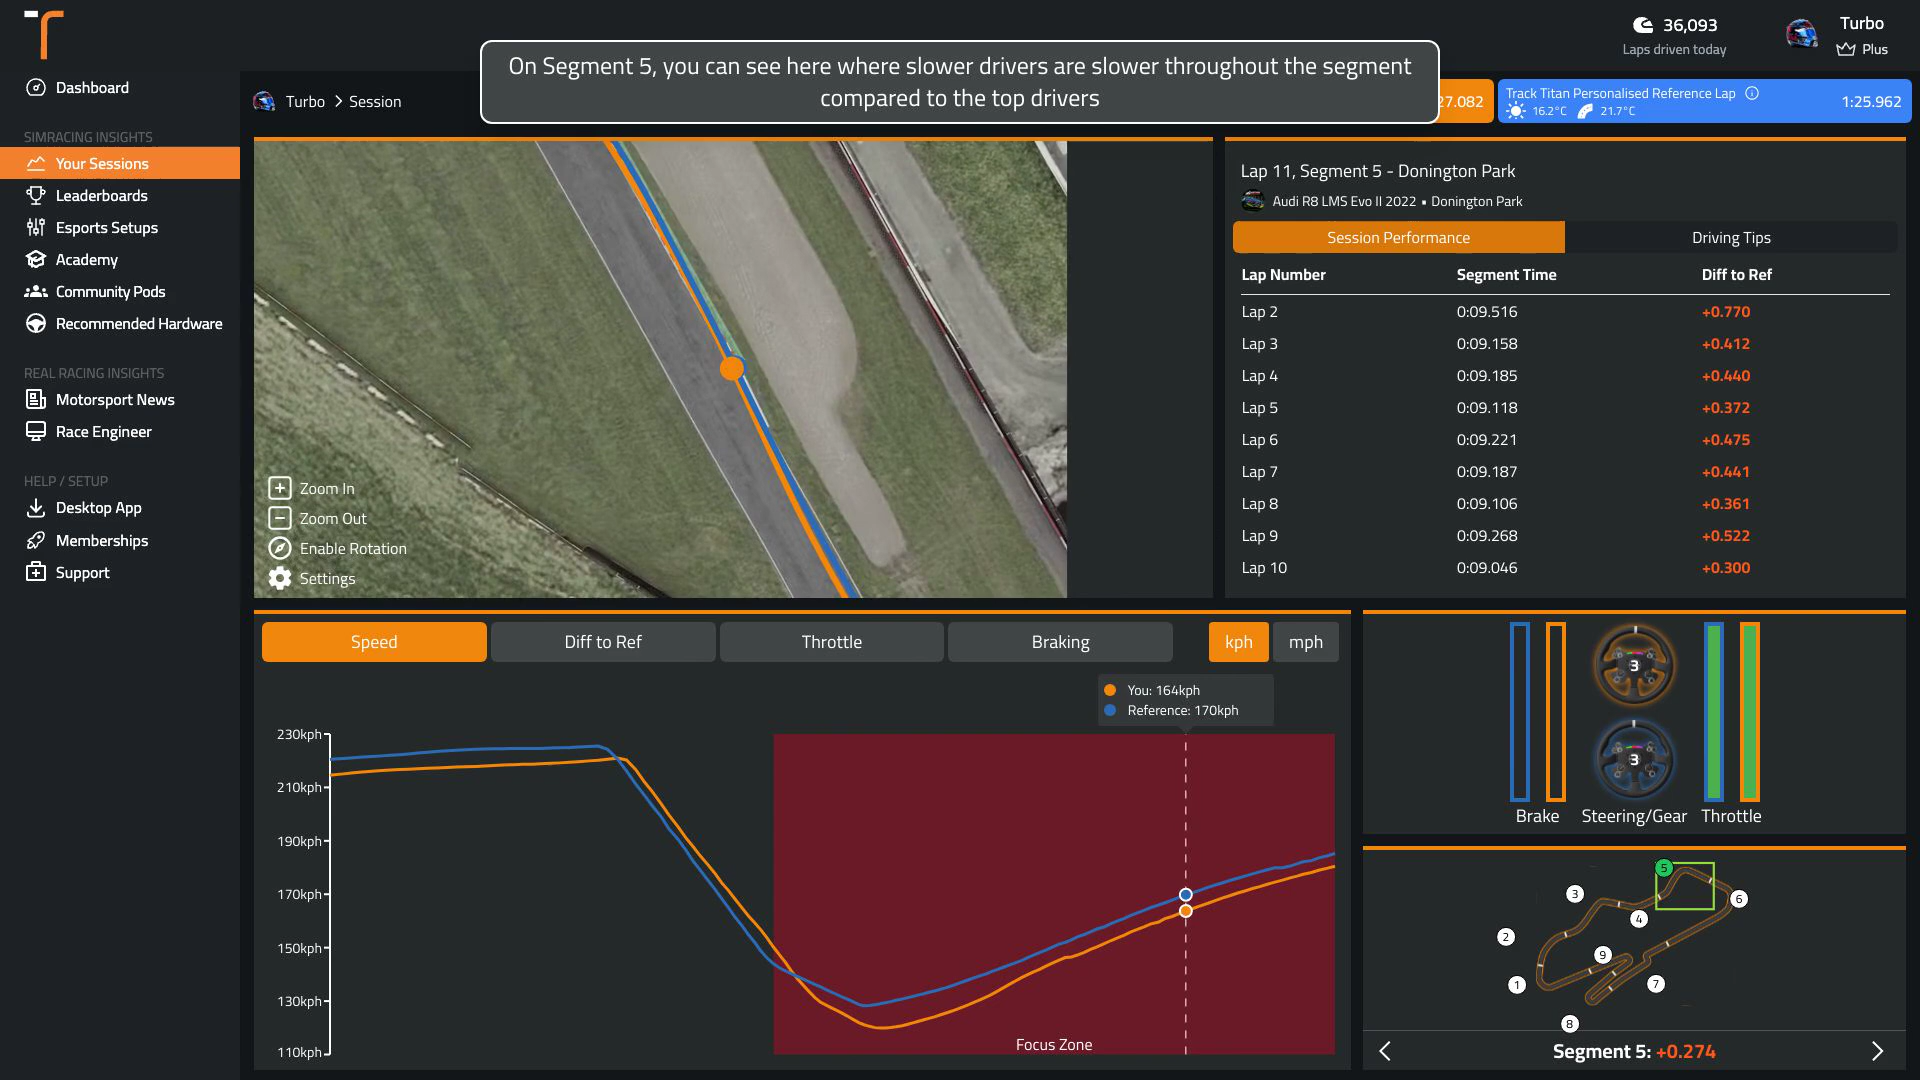 36,093
Laps driven today
Turbo
Plus
On Segment 5, you can see here where slower drivers are slower throughout the segment
compared to the top drivers
Dashboard
SIMRACING INSIGHTS
Your Sessions
Leaderboards
Esports Setups
Academy
Community Pods
Recommended Hardware
REAL RACING INSIGHTS
Motorsport News
Race Engineer
HELP / SETUP
Desktop App
Memberships
Support
Turbo > Session
27.082
Track Titan Personalised Reference Lap
16.2°C 21.7°C
1:25.962
Zoom In
Zoom Out
Enable Rotation
Settings
Lap 11, Segment 5 - Donington Park
Audi R8 LMS Evo II 2022 • Donington Park
Session Performance Driving Tips
Lap Number Segment Time Diff to Ref
Lap 2 0:09.516 +0.770
Lap 3 0:09.158 +0.412
Lap 4 0:09.185 +0.440
Lap 5 0:09.118 +0.372
Lap 6 0:09.221 +0.475
Lap 7 0:09.187 +0.441
Lap 8 0:09.106 +0.361
Lap 9 0:09.268 +0.522
Lap 10 0:09.046 +0.300
Speed Diff to Ref Throttle Braking kph mph
You: 164kph
Reference: 170kph
230kph
210kph
190kph
170kph
150kph
130kph
110kph
Focus Zone
3
3
Brake Steering/Gear Throttle
5
3
6
4
2
9
1
7
8
Segment 5: +0.274